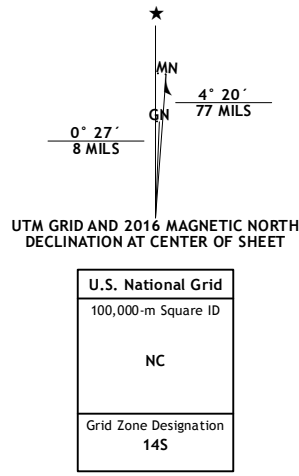 ★
MN
4° 20´
77 MILS
GN
0° 27´
8 MILS
UTM GRID AND 2016 MAGNETIC NORTH
DECLINATION AT CENTER OF SHEET
U.S. National Grid
100,000-m Square ID
NC
Grid Zone Designation
14S